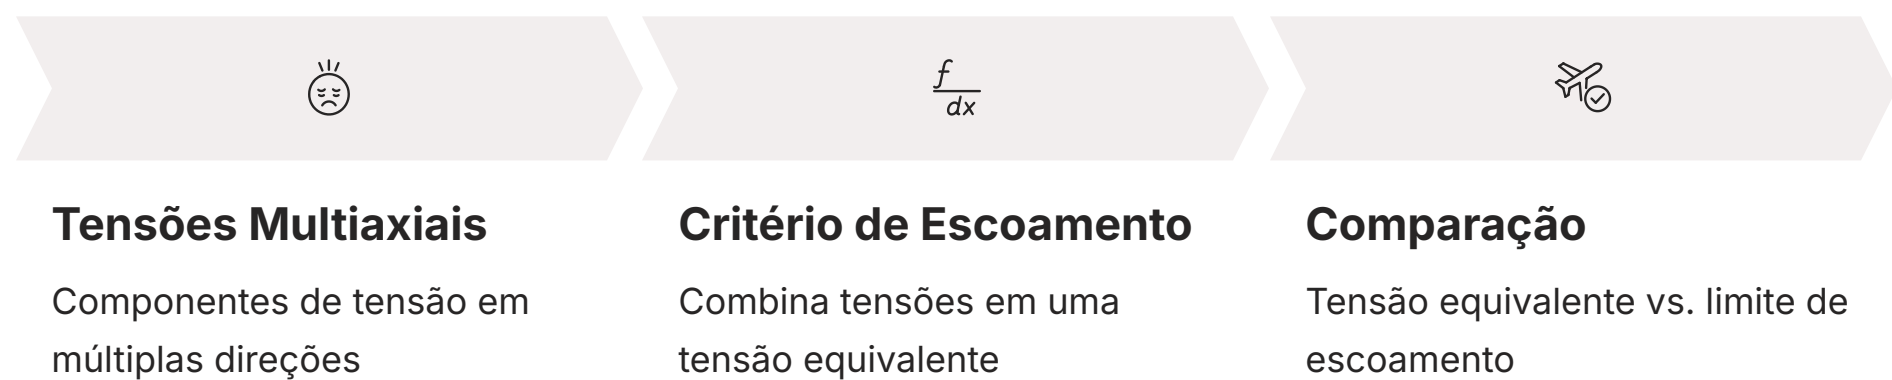 f
dx
Tensões Multiaxiais
Componentes de tensão em
múltiplas direções
Critério de Escoamento
Combina tensões em uma
tensão equivalente
Comparação
Tensão equivalente vs. limite de
escoamento